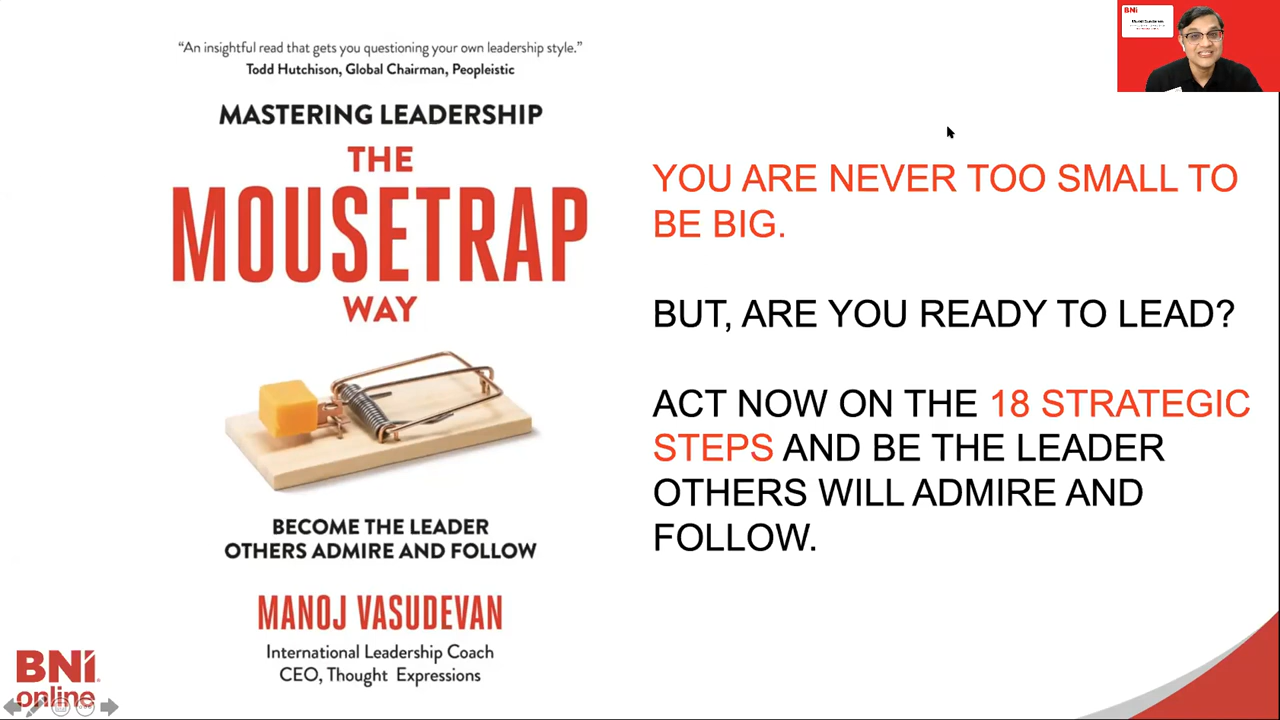 “An insightful read that gets you questioning your own leadership style.”
Todd Hutchison, Global Chairman, Peopleistic
MASTERING LEADERSHIP
THE
MOUSETRAP
WAY
BECOME THE LEADER
OTHERS ADMIRE AND FOLLOW
MANOJ VASUDEVAN
International Leadership Coach
CEO, Thought Expressions
YOU ARE NEVER TOO SMALL TO
BE BIG.
BUT, ARE YOU READY TO LEAD?
ACT NOW ON THE 18 STRATEGIC
STEPS AND BE THE LEADER
OTHERS WILL ADMIRE AND
FOLLOW.
BNI
BNI®
online